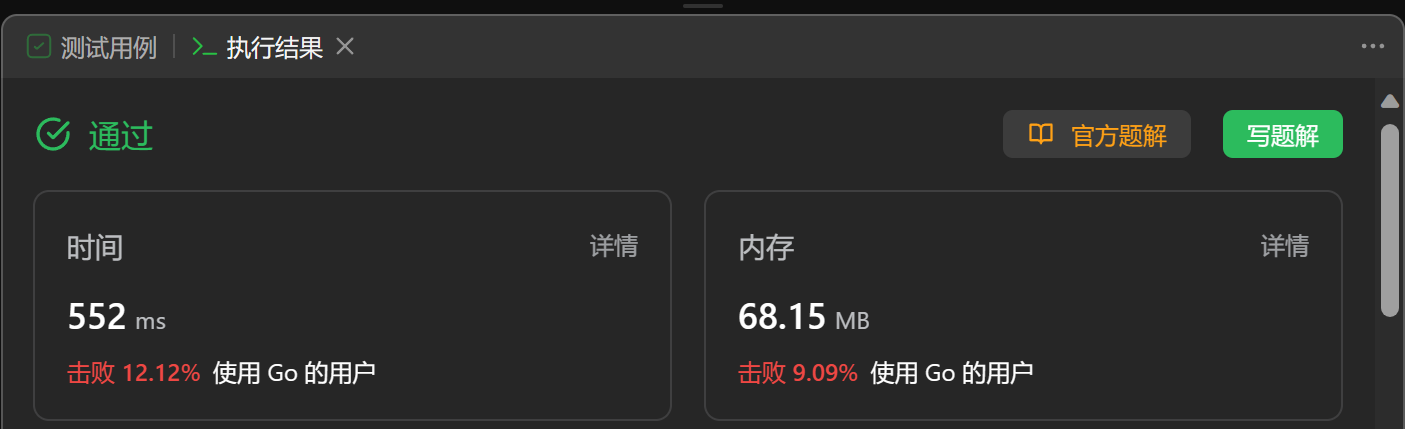 测试用例 执行结果
通过 官方题解 写题解
时间 详情 内存 详情
552 ms 68.15 MB
击败 12.12% 使用 Go 的用户 击败 9.09% 使用 Go 的用户